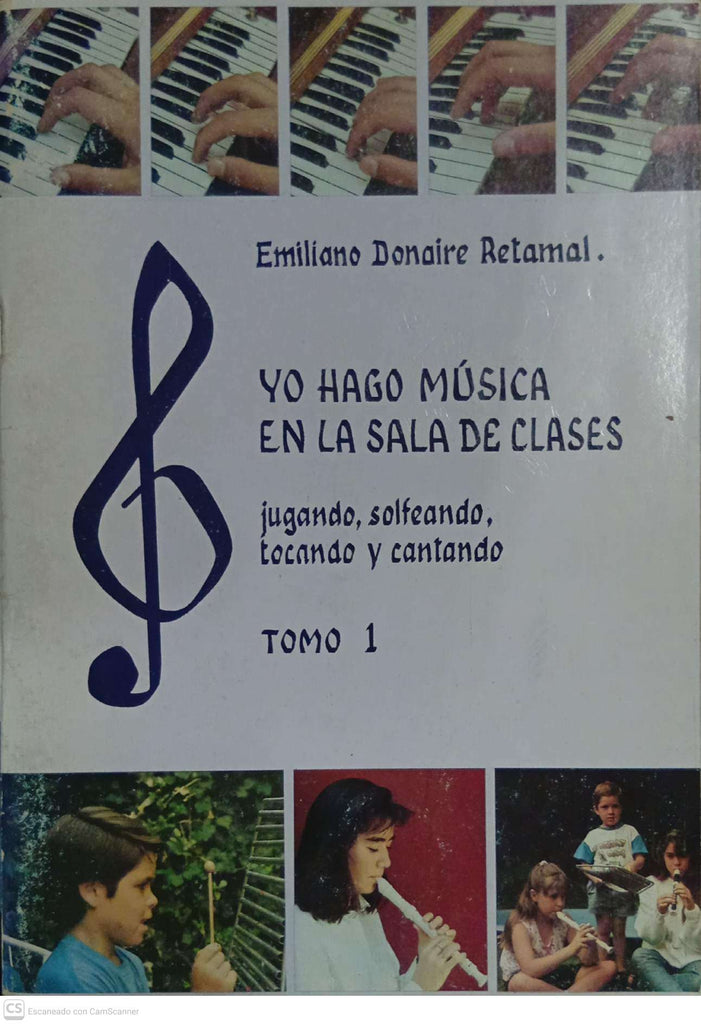 Emiliano Donaire Retamal.
YO HAGO MÚSICA
EN LA SALA DE CLASES
jugando, solfeando,
tocando y cantando
TOMO 1
CS Escaneado con CamScanner